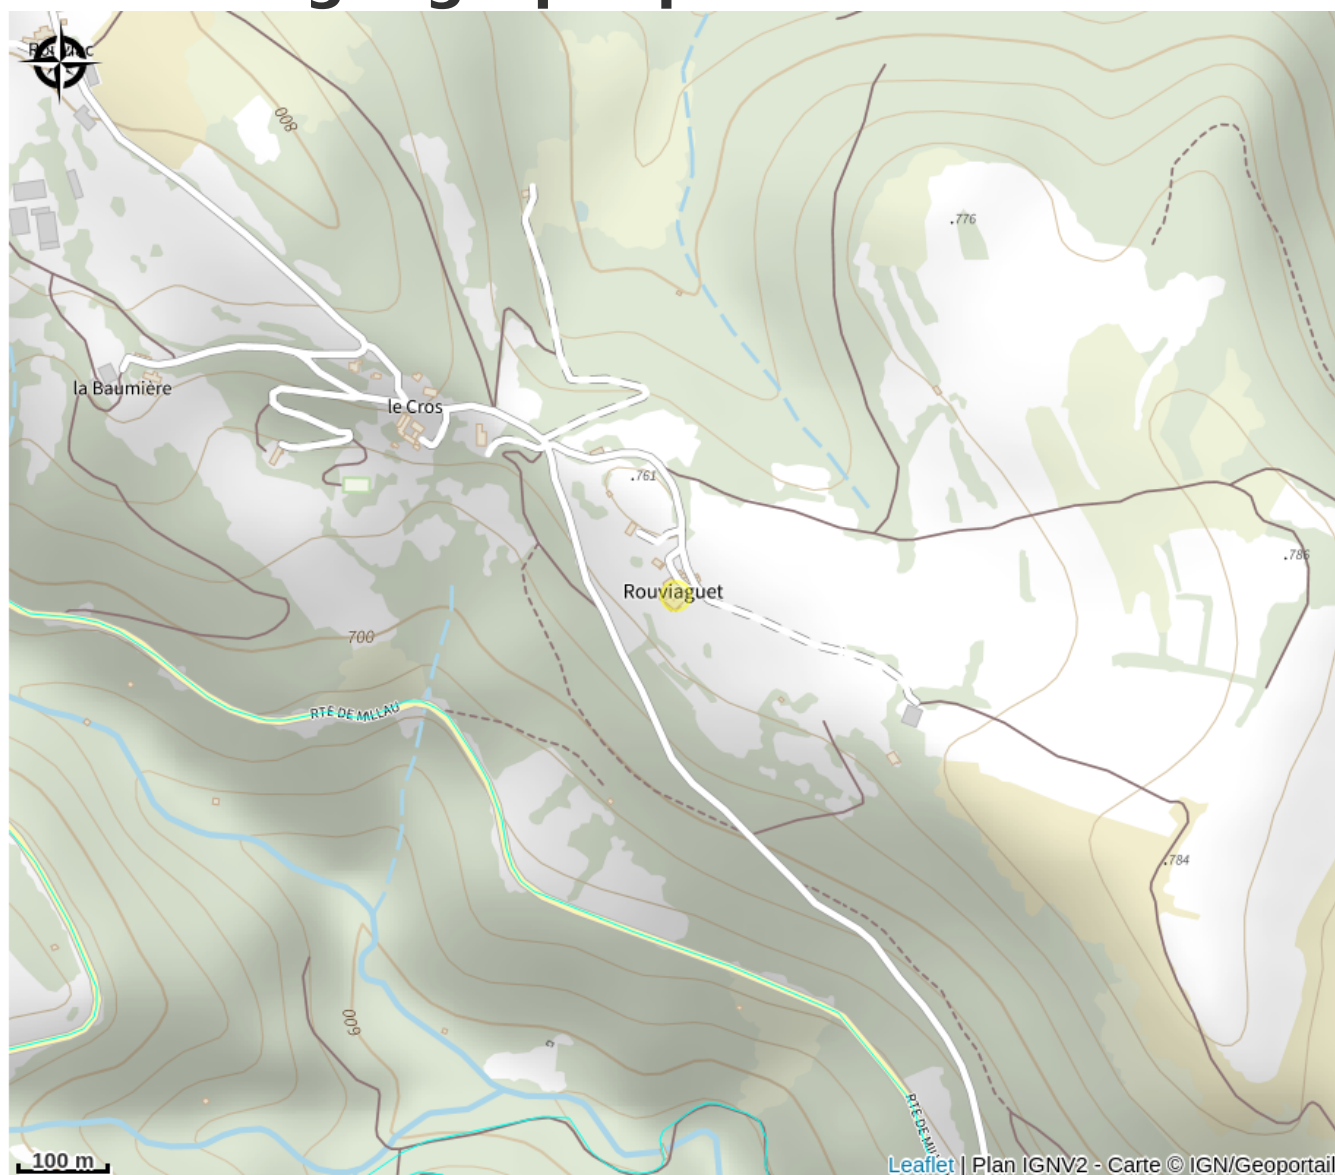 800
.776
la Baumière
le Cros
.761
.786
Rouviaguet
700
RTE DE MILLAU
.784
600
RTE DE MIL
100 m
Leaflet | Plan IGNV2 - Carte © IGN/Geoportail